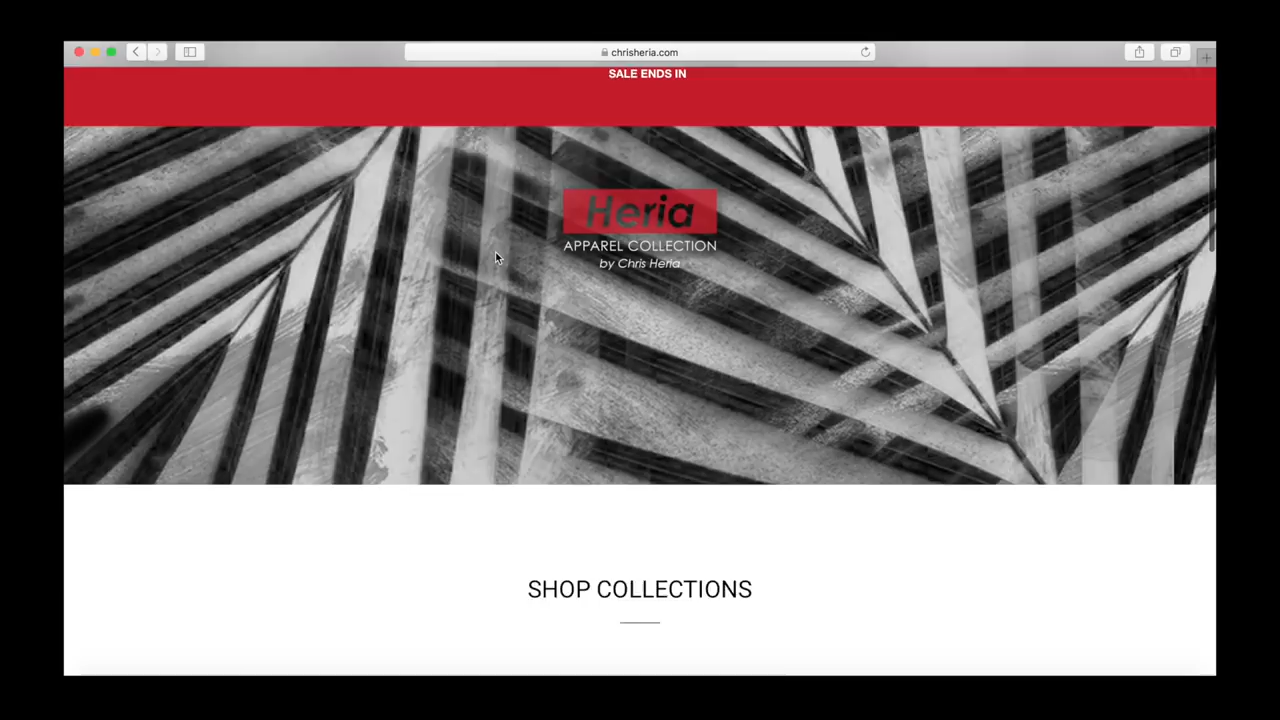 chrisheria.com
SALE ENDS IN
Heria
APPAREL COLLECTION
by Chris Heria
SHOP COLLECTIONS